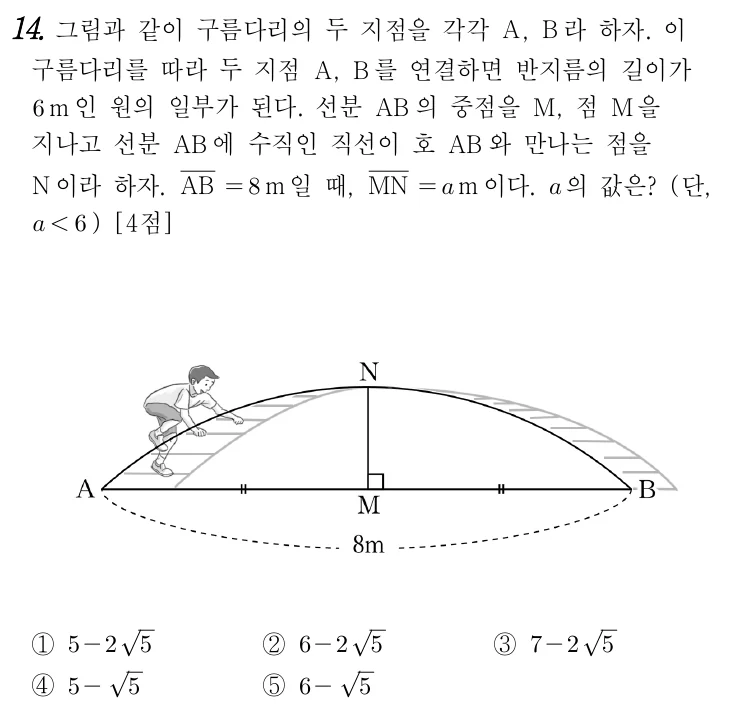 14. 그림과 같이 구름다리의 두 지점을 각각 A, B라 하자. 이
구름다리를 따라 두 지점 A, B를 연결하면 반지름의 길이가
6m인 원의 일부가 된다. 선분 AB의 중점을 M, 점 M을
지나고 선분 AB에 수직인 직선이 호 AB와 만나는 점을
N이라 하자. \overline{AB}=8m일 때, \overline{MN}=am이다. a의 값은? (단,
a<6) [4점]
N
A
B
M
8m
① 5-2√5 ② 6-2√5 ③ 7-2√5
④ 5-√5 ⑤ 6-√5